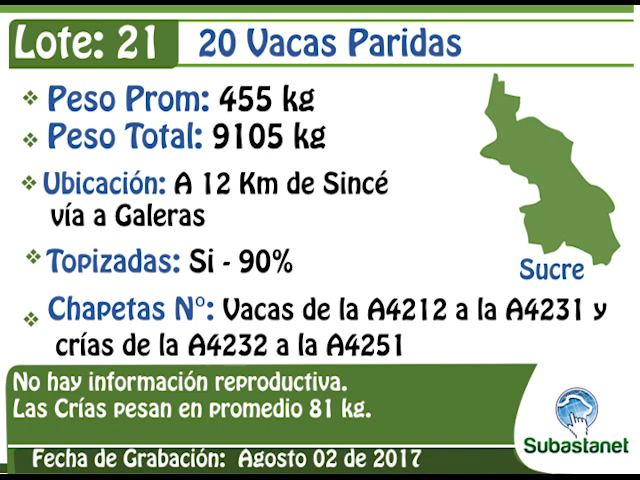 Lote: 21
20 Vacas Paridas
Peso Prom: 455 kg
Peso Total: 9105 kg
Ubicación: A 12 Km de Sincé
vía a Galeras
Topizadas: Si - 90%
Sucre
Chapetas N°: Vacas de la A4212 a la A4231 y
crías de la A4232 a la A4251
No hay información reproductiva.
Las Crías pesan en promedio 81 kg.
Subastanet
Fecha de Grabación: Agosto 02 de 2017